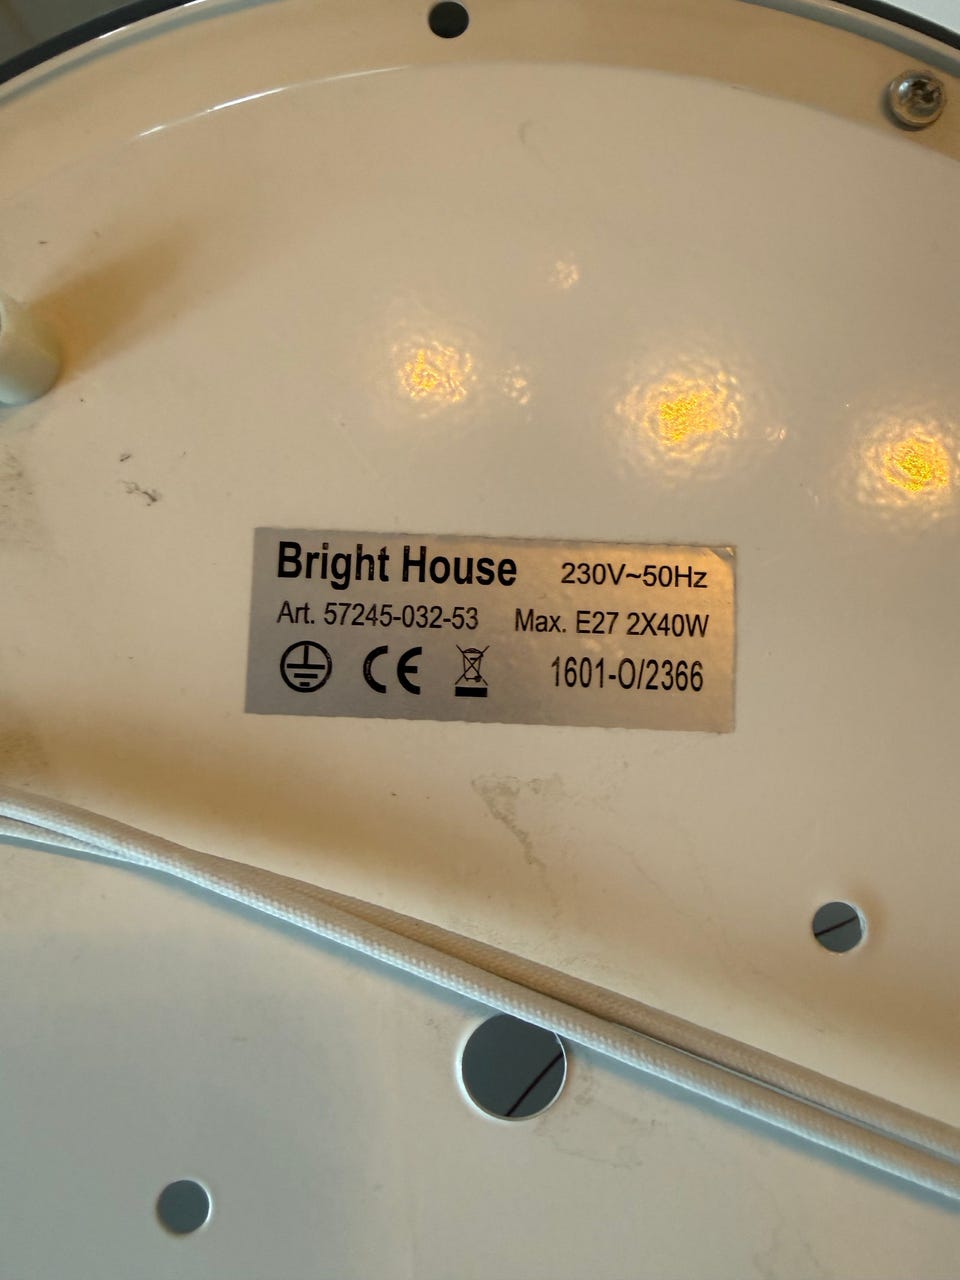 Bright House 230V~50Hz
Art. 57245-032-53 Max. E27 2X40W
CE 1601-O/2366